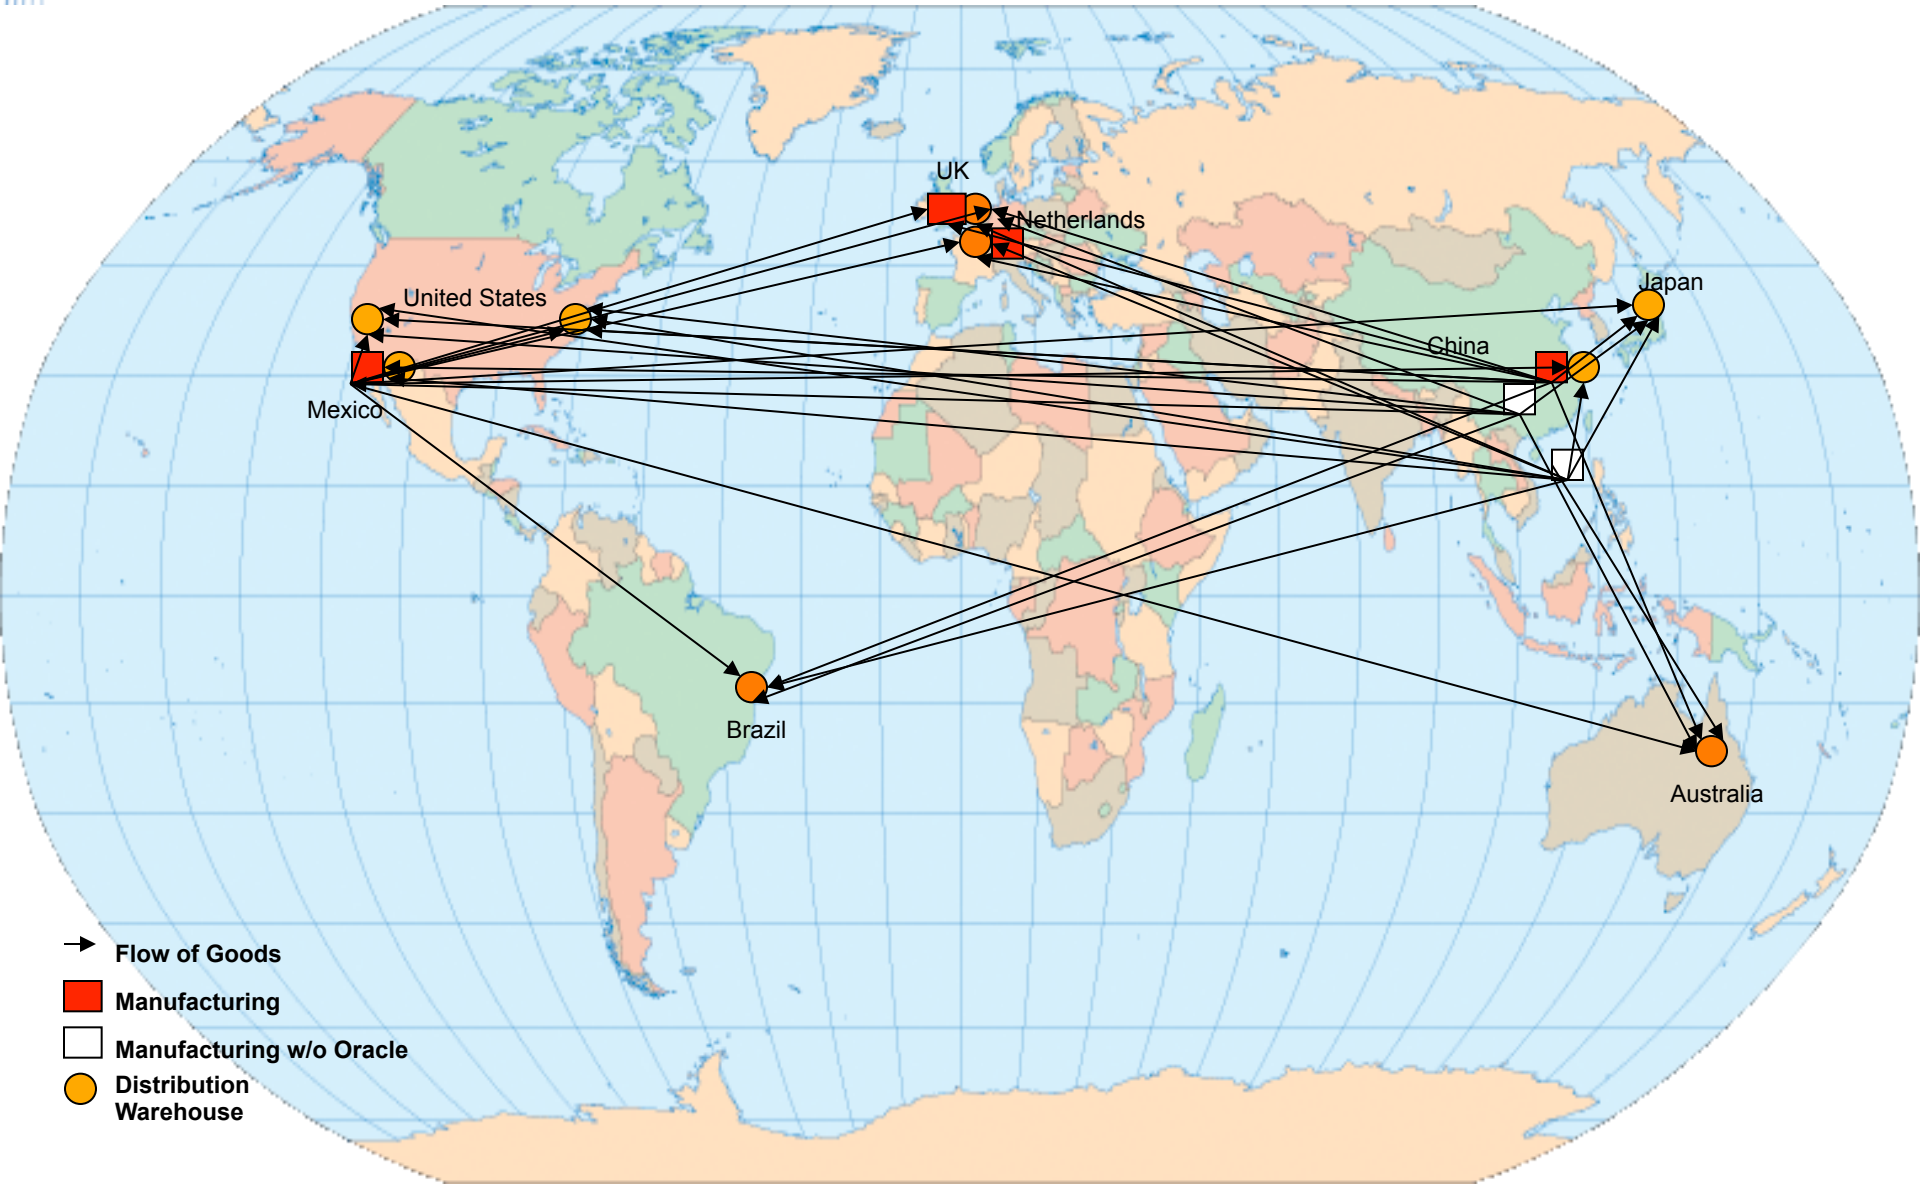 UK
Netherlands
United States
Japan
China
Mexico
Brazil
Australia
Flow of Goods
Manufacturing
Manufacturing w/o Oracle
Distribution
Warehouse